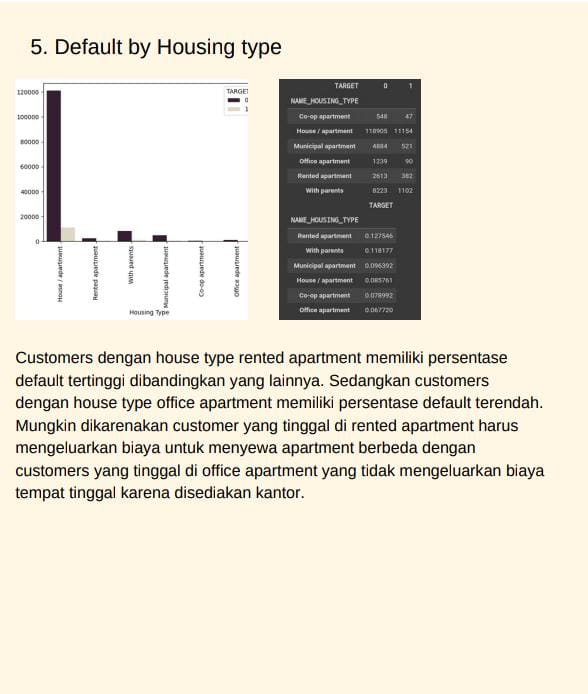 5. Default by Housing type
TARGET
0
1
120000
100000
80000
60000
40000
20000
0
House / apartment
Rented apartment
With parents
Municipal apartment
Co-op apartment
Office apartment
Housing Type
TARGET 0 1
NAME_HOUSING_TYPE
Co-op apartment 548 47
House / apartment 118905 11154
Municipal apartment 4884 521
Office apartment 1239 90
Rented apartment 2613 382
With parents 8223 1102
TARGET
NAME_HOUSING_TYPE
Rented apartment 0.127546
With parents 0.118177
Municipal apartment 0.096392
House / apartment 0.085761
Co-op apartment 0.078992
Office apartment 0.067720
Customers dengan house type rented apartment memiliki persentase
default tertinggi dibandingkan yang lainnya. Sedangkan customers
dengan house type office apartment memiliki persentase default terendah.
Mungkin dikarenakan customer yang tinggal di rented apartment harus
mengeluarkan biaya untuk menyewa apartment berbeda dengan
customers yang tinggal di office apartment yang tidak mengeluarkan biaya
tempat tinggal karena disediakan kantor.